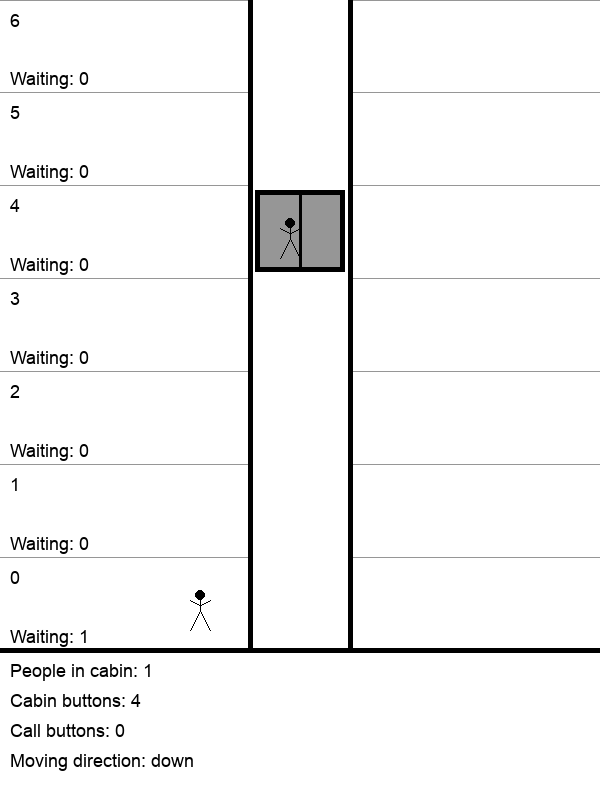 6
Waiting: 0
5
Waiting: 0
4
Waiting: 0
3
Waiting: 0
2
Waiting: 0
1
Waiting: 0
0
Waiting: 1
People in cabin: 1
Cabin buttons: 4
Call buttons: 0
Moving direction: down